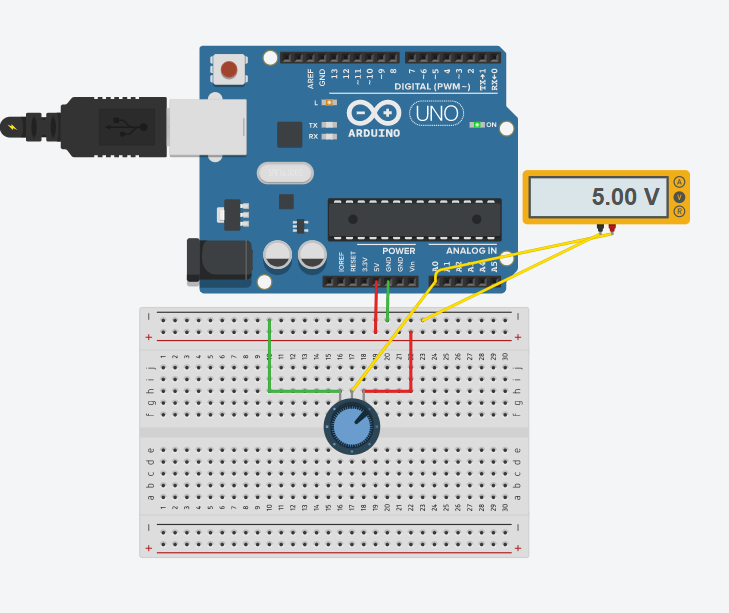 AREF
GND
13
12
~11
~10
~9
8
7
~6
~5
4
~3
2
TX→1
RX←0
DIGITAL (PWM~)
L
TX
RX
ARDUINO
UNO
ON
5.00 V
A
V
R
POWER
ANALOG IN
IOREF
RESET
3.3V
5V
GND
GND
Vin
A0
A1
A2
A3
A4
A5
− −
+ +
1 2 3 4 5 6 7 8 9 10 11 12 13 14 15 16 17 18 19 20 21 22 23 24 25 26 27 28 29 30
j j
i i
h h
g g
f f
e e
d d
c c
b b
a a
1 2 3 4 5 6 7 8 9 10 11 12 13 14 15 16 17 18 19 20 21 22 23 24 25 26 27 28 29 30
− −
+ +